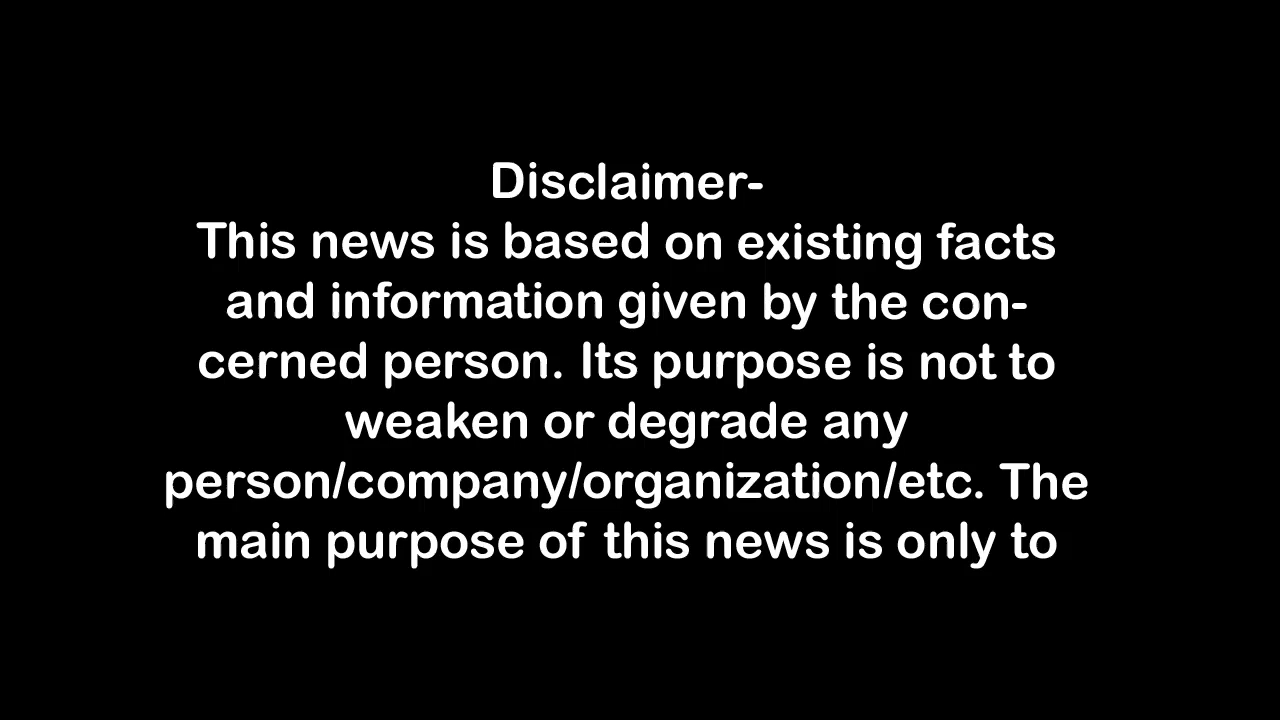 Disclaimer-
This news is based on existing facts
and information given by the con-
cerned person. Its purpose is not to
weaken or degrade any
person/company/organization/etc. The
main purpose of this news is only to